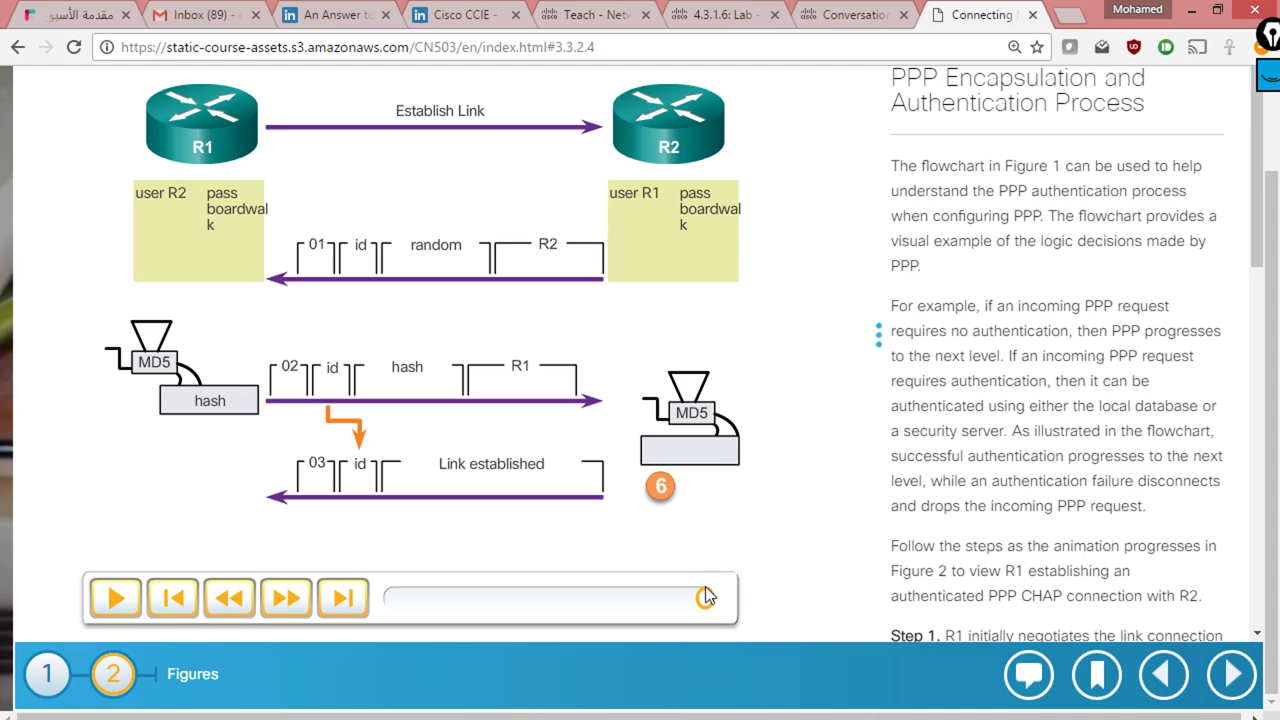 مقدمة الأسبو
Inbox (89) - r
An Answer to
Cisco CCIE -
Teach - Netw
4.3.1.6: Lab -
Conversation
Connecting
Mohamed
https://static-course-assets.s3.amazonaws.com/CN503/en/index.html#3.3.2.4
Establish Link
R1
R2
user R2 pass boardwal
k
user R1 pass boardwal
k
01 id random R2
MD5
hash
02 id hash R1
MD5
03 id Link established
6
PPP Encapsulation and
Authentication Process
The flowchart in Figure 1 can be used to help
understand the PPP authentication process
when configuring PPP. The flowchart provides a
visual example of the logic decisions made by
PPP.
For example, if an incoming PPP request
requires no authentication, then PPP progresses
to the next level. If an incoming PPP request
requires authentication, then it can be
authenticated using either the local database or
a security server. As illustrated in the flowchart,
successful authentication progresses to the next
level, while an authentication failure disconnects
and drops the incoming PPP request.
Follow the steps as the animation progresses in
Figure 2 to view R1 establishing an
authenticated PPP CHAP connection with R2.
Step 1. R1 initially negotiates the link connection
1 2 Figures